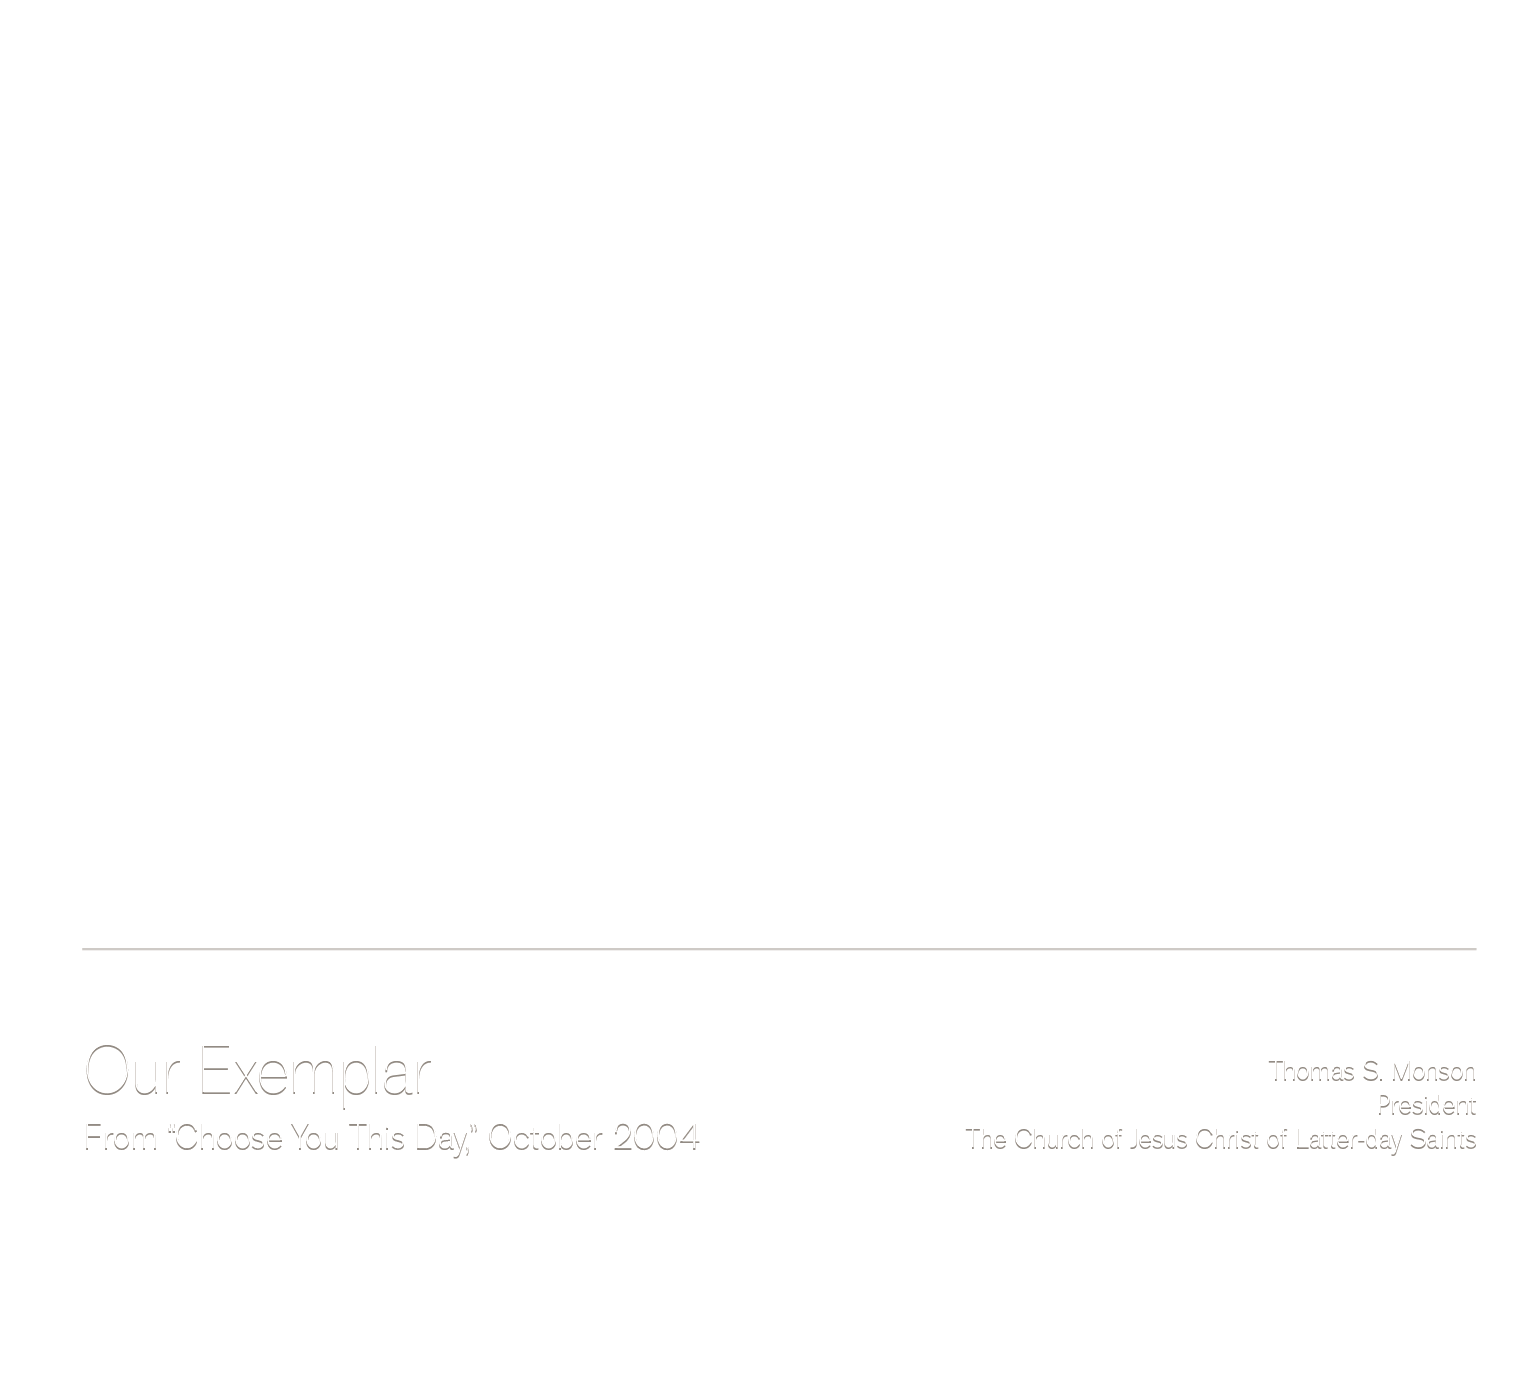 Our Exemplar
From “Choose You This Day,” October 2004
Thomas S. Monson
President
The Church of Jesus Christ of Latter-day Saints